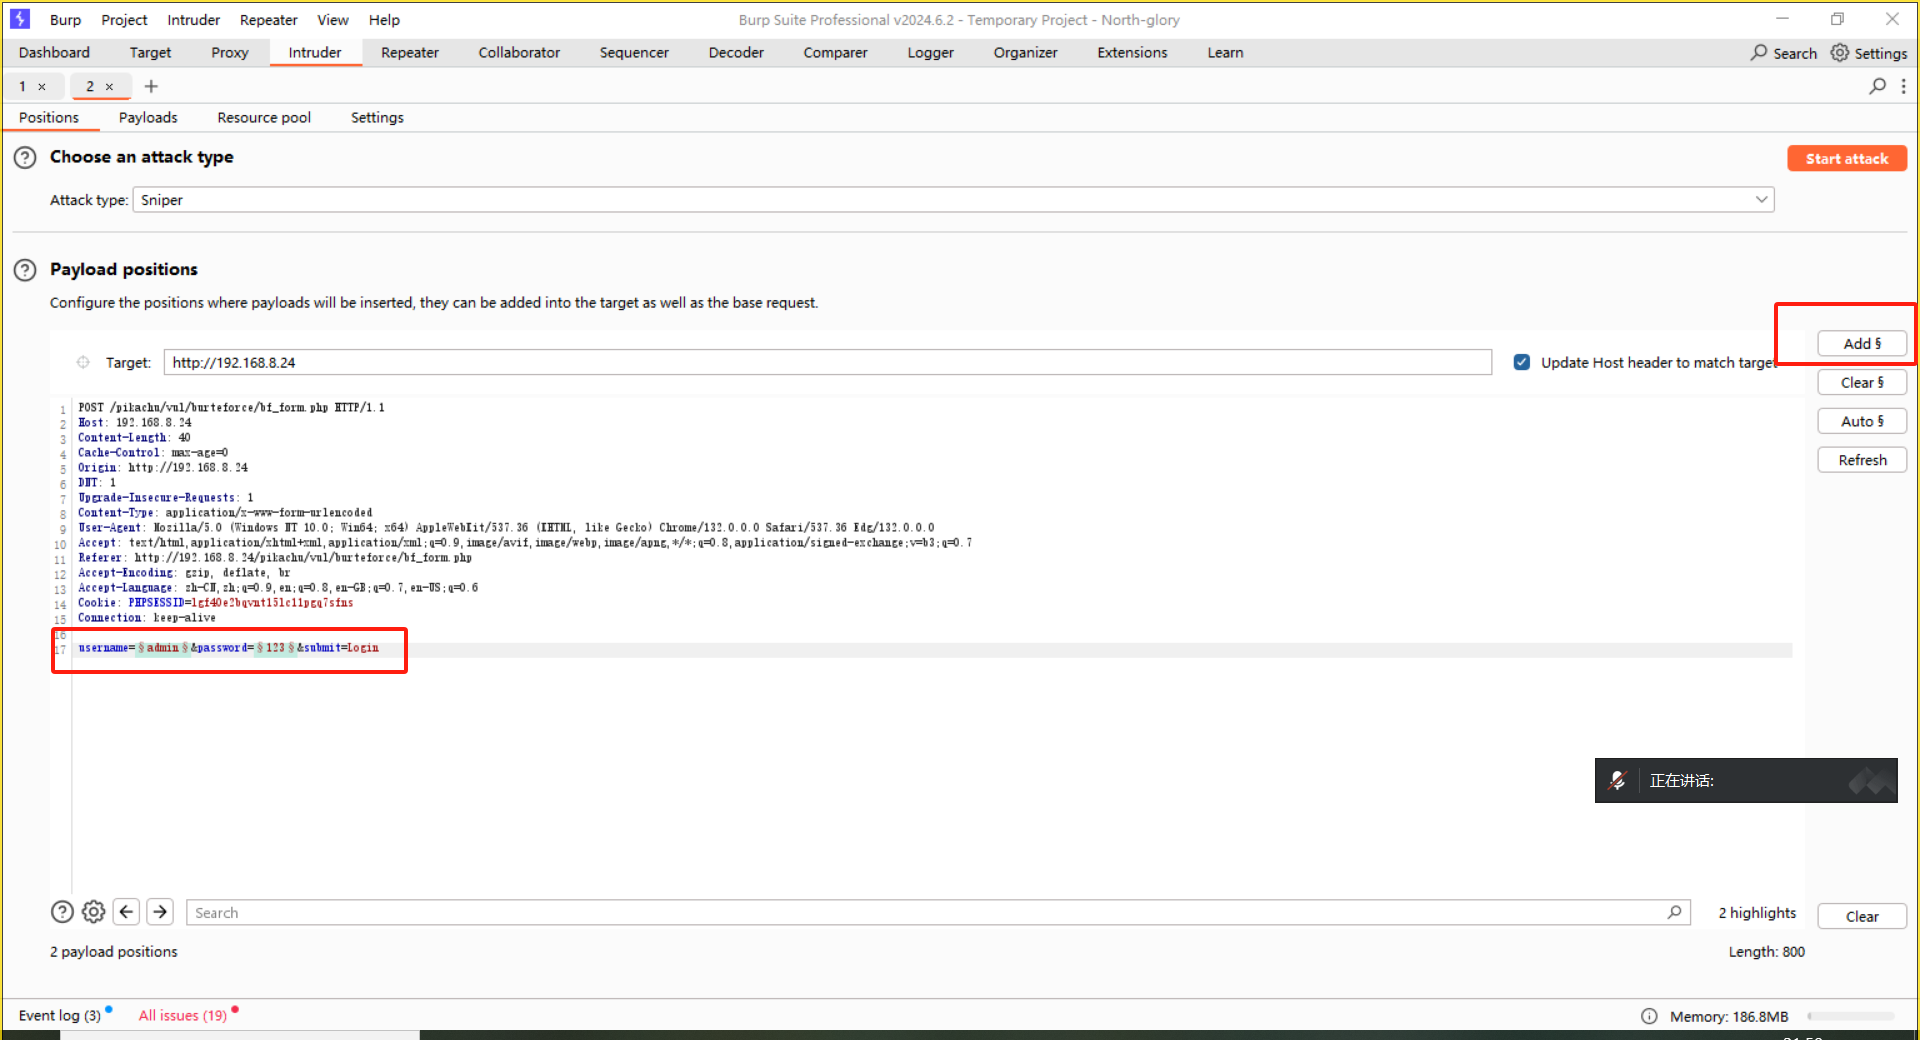 Burp Project Intruder Repeater View Help
Burp Suite Professional v2024.6.2 - Temporary Project - North-glory
Dashboard Target Proxy Intruder Repeater Collaborator Sequencer Decoder Comparer Logger Organizer Extensions Learn
Search Settings
1 × 2 × +
Positions Payloads Resource pool Settings
Choose an attack type
Start attack
Attack type: Sniper
Payload positions
Configure the positions where payloads will be inserted, they can be added into the target as well as the base request.
Target: http://192.168.8.24
Update Host header to match target
Add §
Clear §
Auto §
Refresh
1 POST /pikachu/vul/burteforce/bf_form.php HTTP/1.1
2 Host: 192.168.8.24
3 Content-Length: 40
4 Cache-Control: max-age=0
5 Origin: http://192.168.8.24
6 DNT: 1
7 Upgrade-Insecure-Requests: 1
8 Content-Type: application/x-www-form-urlencoded
9 User-Agent: Mozilla/5.0 (Windows NT 10.0; Win64; x64) AppleWebKit/537.36 (KHTML, like Gecko) Chrome/132.0.0.0 Safari/537.36 Edg/132.0.0.0
10 Accept: text/html,application/xhtml+xml,application/xml;q=0.9,image/avif,image/webp,image/apng,*/*;q=0.8,application/signed-exchange;v=b3;q=0.7
11 Referer: http://192.168.8.24/pikachu/vul/burteforce/bf_form.php
12 Accept-Encoding: gzip, deflate, br
13 Accept-Language: zh-CN,zh;q=0.9,en;q=0.8,en-GB;q=0.7,en-US;q=0.6
14 Cookie: PHPSESSID=
15 Connection: keep-alive
16
17 username=§admin§&password=§123§&submit=Login
正在讲话:
Search
2 highlights
Clear
2 payload positions
Length: 800
Event log (3) All issues (19)
Memory: 186.8MB